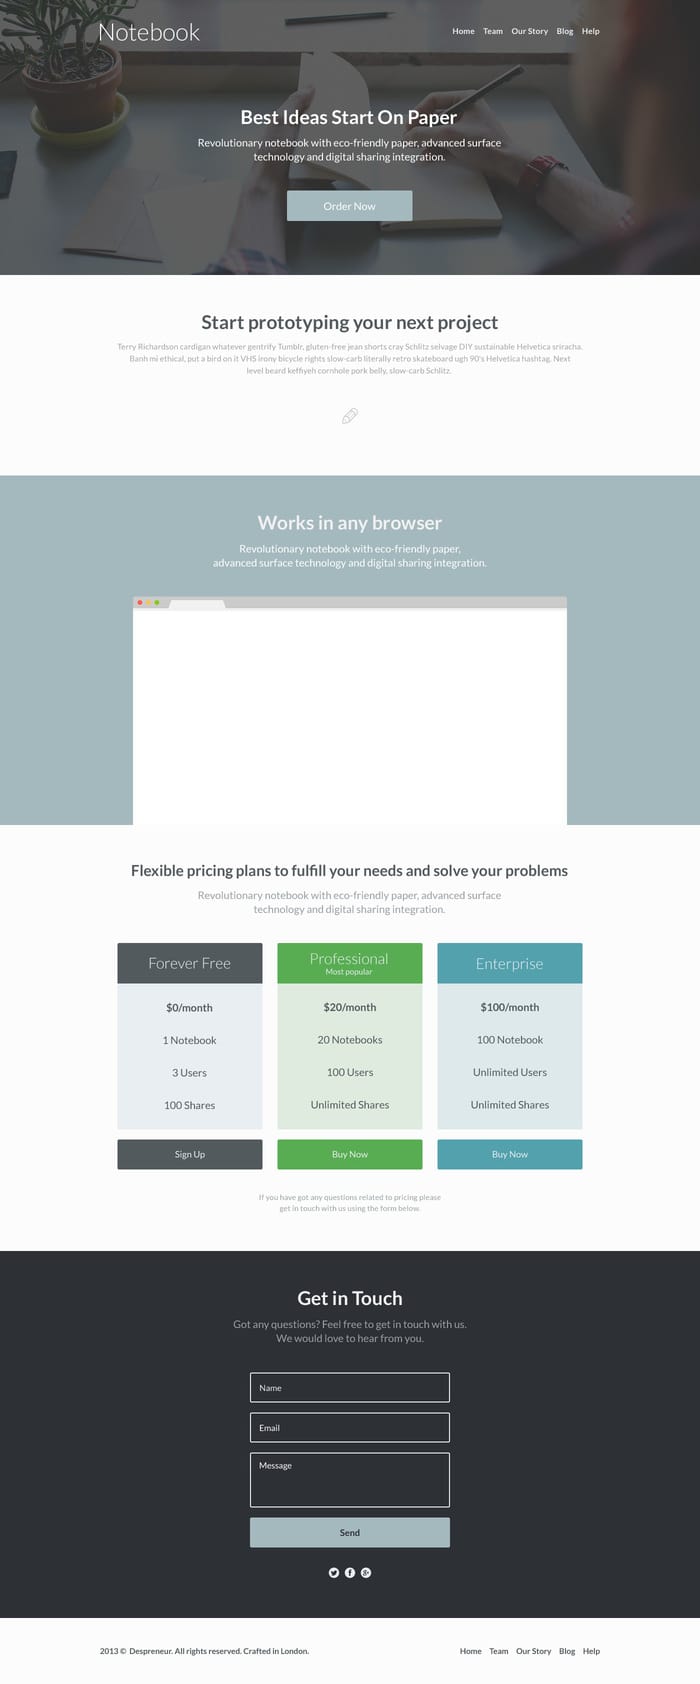 Notebook
Home Team Our Story Blog Help
Best Ideas Start On Paper
Revolutionary notebook with eco-friendly paper, advanced surface
technology and digital sharing integration.
Order Now
Start prototyping your next project
Terry Richardson cardigan whatever gentrify Tumblr, gluten-free jean shorts cray Schlitz selvage DIY sustainable Helvetica sriracha.
Banh mi ethical, put a bird on it VHS irony bicycle rights slow-carb literally retro skateboard ugh 90's Helvetica hashtag. Next
level beard keffiyeh cornhole pork belly, slow-carb Schlitz.
Works in any browser
Revolutionary notebook with eco-friendly paper,
advanced surface technology and digital sharing integration.
Flexible pricing plans to fulfill your needs and solve your problems
Revolutionary notebook with eco-friendly paper, advanced surface
technology and digital sharing integration.
Forever Free
$0/month
1 Notebook
3 Users
100 Shares
Sign Up
Professional
Most popular
$20/month
20 Notebooks
100 Users
Unlimited Shares
Buy Now
Enterprise
$100/month
100 Notebook
Unlimited Users
Unlimited Shares
Buy Now
If you have got any questions related to pricing please
get in touch with us using the form below.
Get in Touch
Got any questions? Feel free to get in touch with us.
We would love to hear from you.
Name
Email
Message
Send
2013 © Despreneur. All rights reserved. Crafted in London.
Home Team Our Story Blog Help